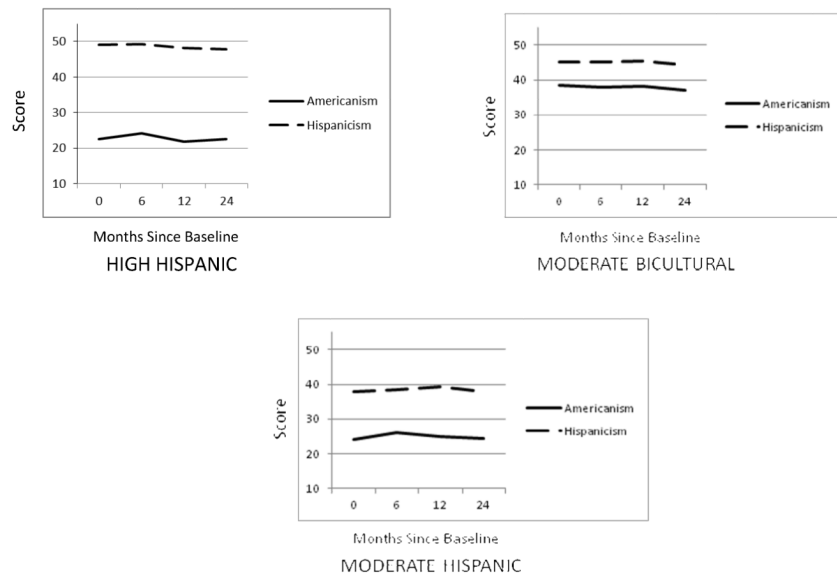 50
40
30
20
10
Score
Americanism
Hispanicism
0 6 12 24
Months Since Baseline
HIGH HISPANIC
50
40
30
20
10
Score
Americanism
Hispanicism
0 6 12 24
Months Since Baseline
MODERATE BICULTURAL
50
40
30
20
10
Score
Americanism
Hispanicism
0 6 12 24
Months Since Baseline
MODERATE HISPANIC